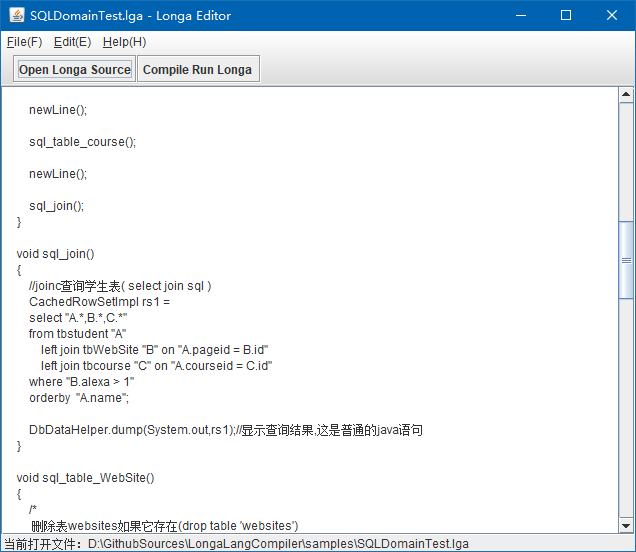 SQLDomainTest.lga - Longa Editor
File(F) Edit(E) Help(H)
Open Longa Source Compile Run Longa
newLine();
sql_table_course();
newLine();
sql_join();
}
void sql_join()
{
//joinc查询学生表( select join sql )
CachedRowSetImpl rs1 =
select "A.*,B.*,C.*"
from tbstudent "A"
left join tbWebSite "B" on "A.pageid = B.id"
left join tbcourse "C" on "A.courseid = C.id"
where "B.alexa > 1"
orderby  "A.name";
DbDataHelper.dump(System.out,rs1);//显示查询结果,这是普通的java语句
}
void sql_table_WebSite()
{
/*
删除表websites如果它存在(drop table 'websites')
当前打开文件：D:\GithubSources\LongaLangCompiler\samples\SQLDomainTest.lga